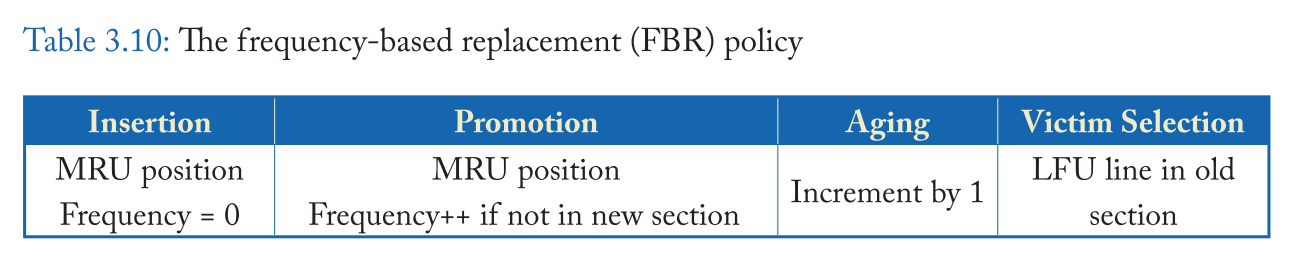 Table 3.10: The frequency-based replacement (FBR) policy
Insertion Promotion Aging Victim Selection
MRU position
Frequency = 0
MRU position
Frequency++ if not in new section
Increment by 1
LFU line in old
section